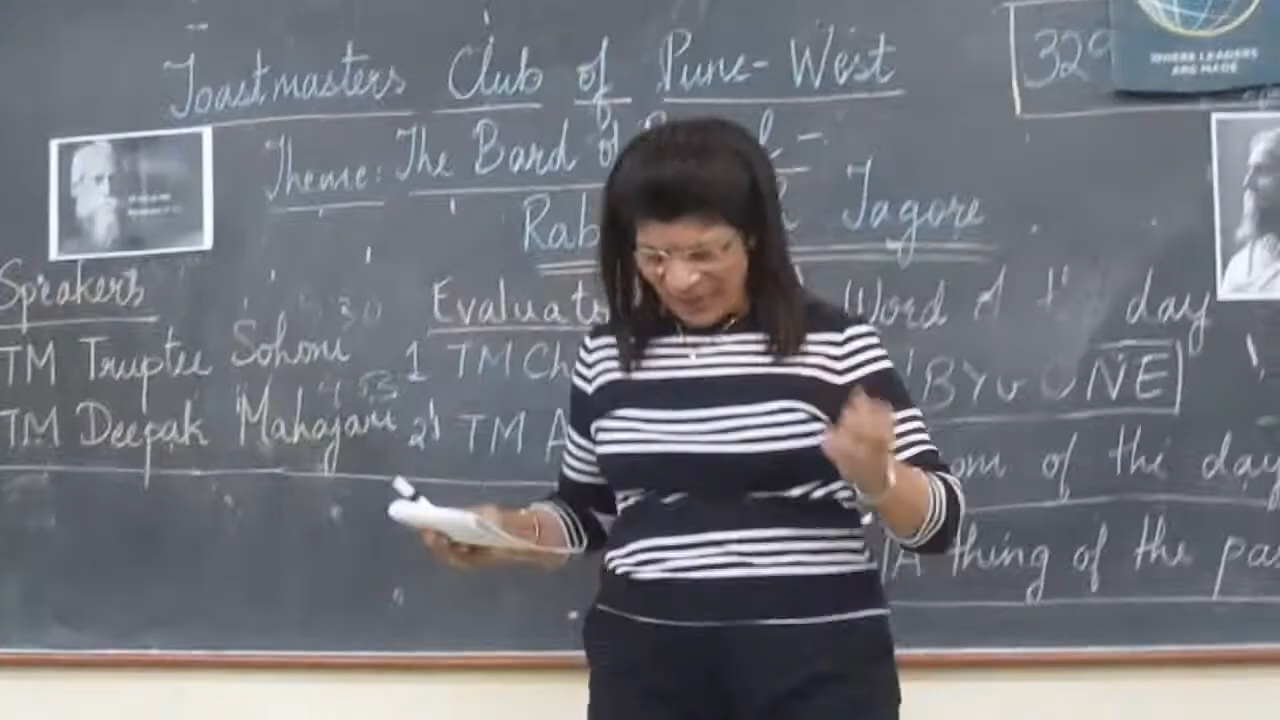 Toastmasters Club of Pune-West
329
WHERE LEADERS
ARE MADE
Theme: The Bard of
Tagore
Speakers
TM Truptee Sohoni
TM Deepak Mahajan
Evaluato
1 TM Ch
2 TM A
Word of the day
BYGONE
om of the day
A thing of the pa